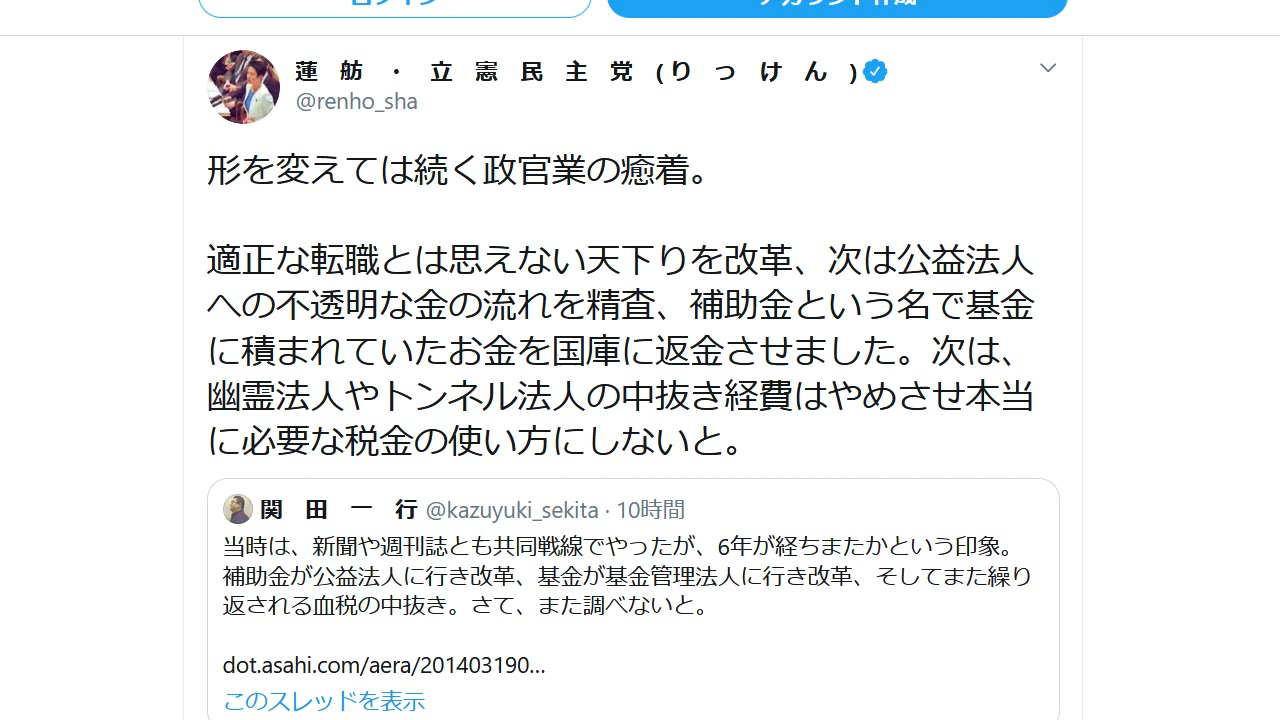 ログイン
アカウント作成
蓮舫・立憲民主党(りっけん)
@renho_sha
形を変えては続く政官業の癒着。
適正な転職とは思えない天下りを改革、次は公益法人
への不透明な金の流れを精査、補助金という名で基金
に積まれていたお金を国庫に返金させました。次は、
幽霊法人やトンネル法人の中抜き経費はやめさせ本当
に必要な税金の使い方にしないと。
関田一行 @kazuyuki_sekita · 10時間
当時は、新聞や週刊誌とも共同戦線でやったが、6年が経ちまたかという印象。
補助金が公益法人に行き改革、基金が基金管理法人に行き改革、そしてまた繰り
返される血税の中抜き。さて、また調べないと。
dot.asahi.com/aera/201403190…
このスレッドを表示